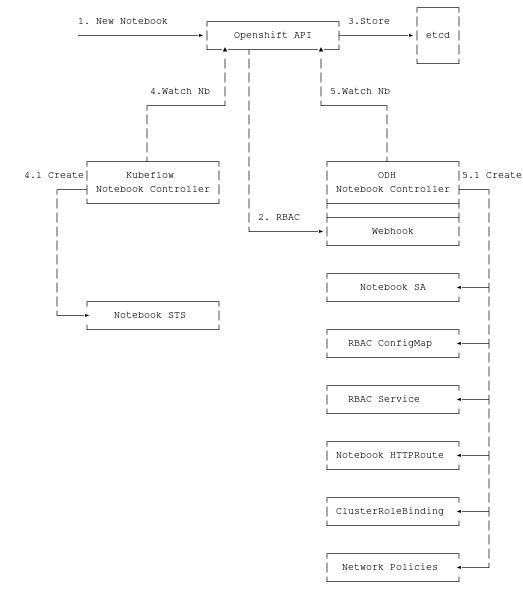 1. New Notebook
Openshift API
3.Store
etcd
4.Watch Nb
5.Watch Nb
4.1 Create
Kubeflow
Notebook Controller
ODH
Notebook Controller
5.1 Create
2. RBAC
Webhook
Notebook SA
Notebook STS
RBAC ConfigMap
RBAC Service
Notebook HTTPRoute
ClusterRoleBinding
Network Policies